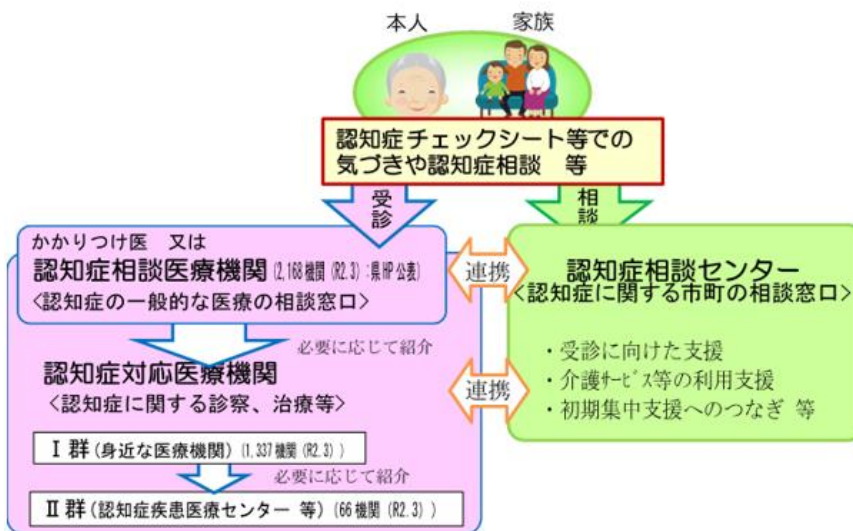 本人
家族
認知症チェックシート等での
気づきや認知症相談 等
受診
相談
かかりつけ医 又は
認知症相談医療機関(2,168機関(R2.3):県HP公表)
<認知症の一般的な医療の相談窓口>
必要に応じて紹介
認知症対応医療機関
<認知症に関する診察、治療等>
Ⅰ群(身近な医療機関)(1,337機関(R2.3))
必要に応じて紹介
Ⅱ群(認知症疾患医療センター 等)(66機関(R2.3))
連携
連携
認知症相談センター
<認知症に関する市町の相談窓口>
・受診に向けた支援
・介護ｻｰﾋﾞｽ等の利用支援
・初期集中支援へのつなぎ 等